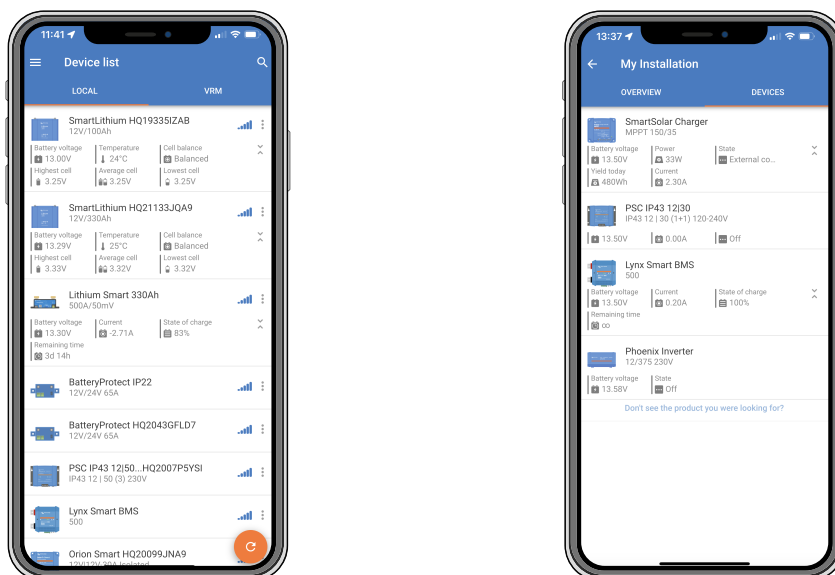 11:41
Device list
LOCAL VRM
SmartLithium HQ19335IZAB
12V/100Ah
Battery voltage Temperature Cell balance
13.00V 24°C Balanced
Highest cell Average cell Lowest cell
3.25V 3.25V 3.25V
SmartLithium HQ21133JQA9
12V/330Ah
Battery voltage Temperature Cell balance
13.29V 25°C Balanced
Highest cell Average cell Lowest cell
3.33V 3.32V 3.32V
Lithium Smart 330Ah
500A/50mV
Battery voltage Current State of charge
13.30V -2.71A 83%
Remaining time
3d 14h
BatteryProtect IP22
12V/24V 65A
BatteryProtect HQ2043GFLD7
12V/24V 65A
PSC IP43 12|50...HQ2007P5YSI
IP43 12 | 50 (3) 230V
Lynx Smart BMS
500
Orion Smart HQ20099JNA9
12V|12V 30A Isolated
13:37
My Installation
OVERVIEW DEVICES
SmartSolar Charger
MPPT 150/35
Battery voltage Power State
13.50V 33W External co...
Yield today Current
480Wh 2.30A
PSC IP43 12|30
IP43 12 | 30 (1+1) 120-240V
13.50V 0.00A Off
Lynx Smart BMS
500
Battery voltage Current State of charge
13.50V 0.20A 100%
Remaining time
∞
Phoenix Inverter
12/375 230V
Battery voltage State
13.58V Off
Don't see the product you were looking for?